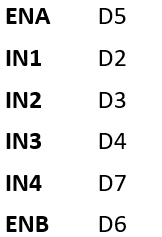 ENA D5
IN1 D2
IN2 D3
IN3 D4
IN4 D7
ENB D6